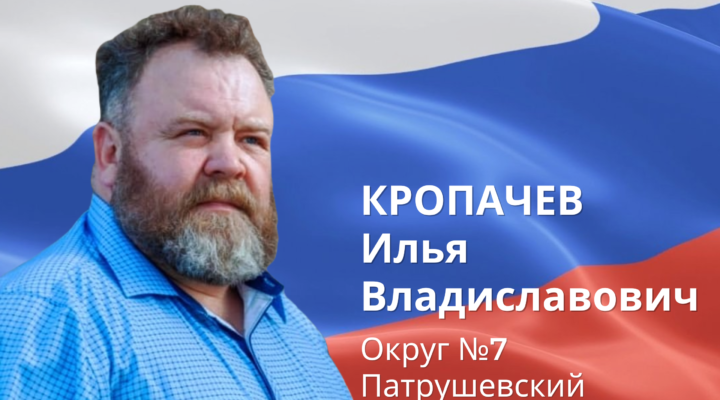 КРОПАЧЕВ
Илья
Владиславович
Округ №7
Патрушевский